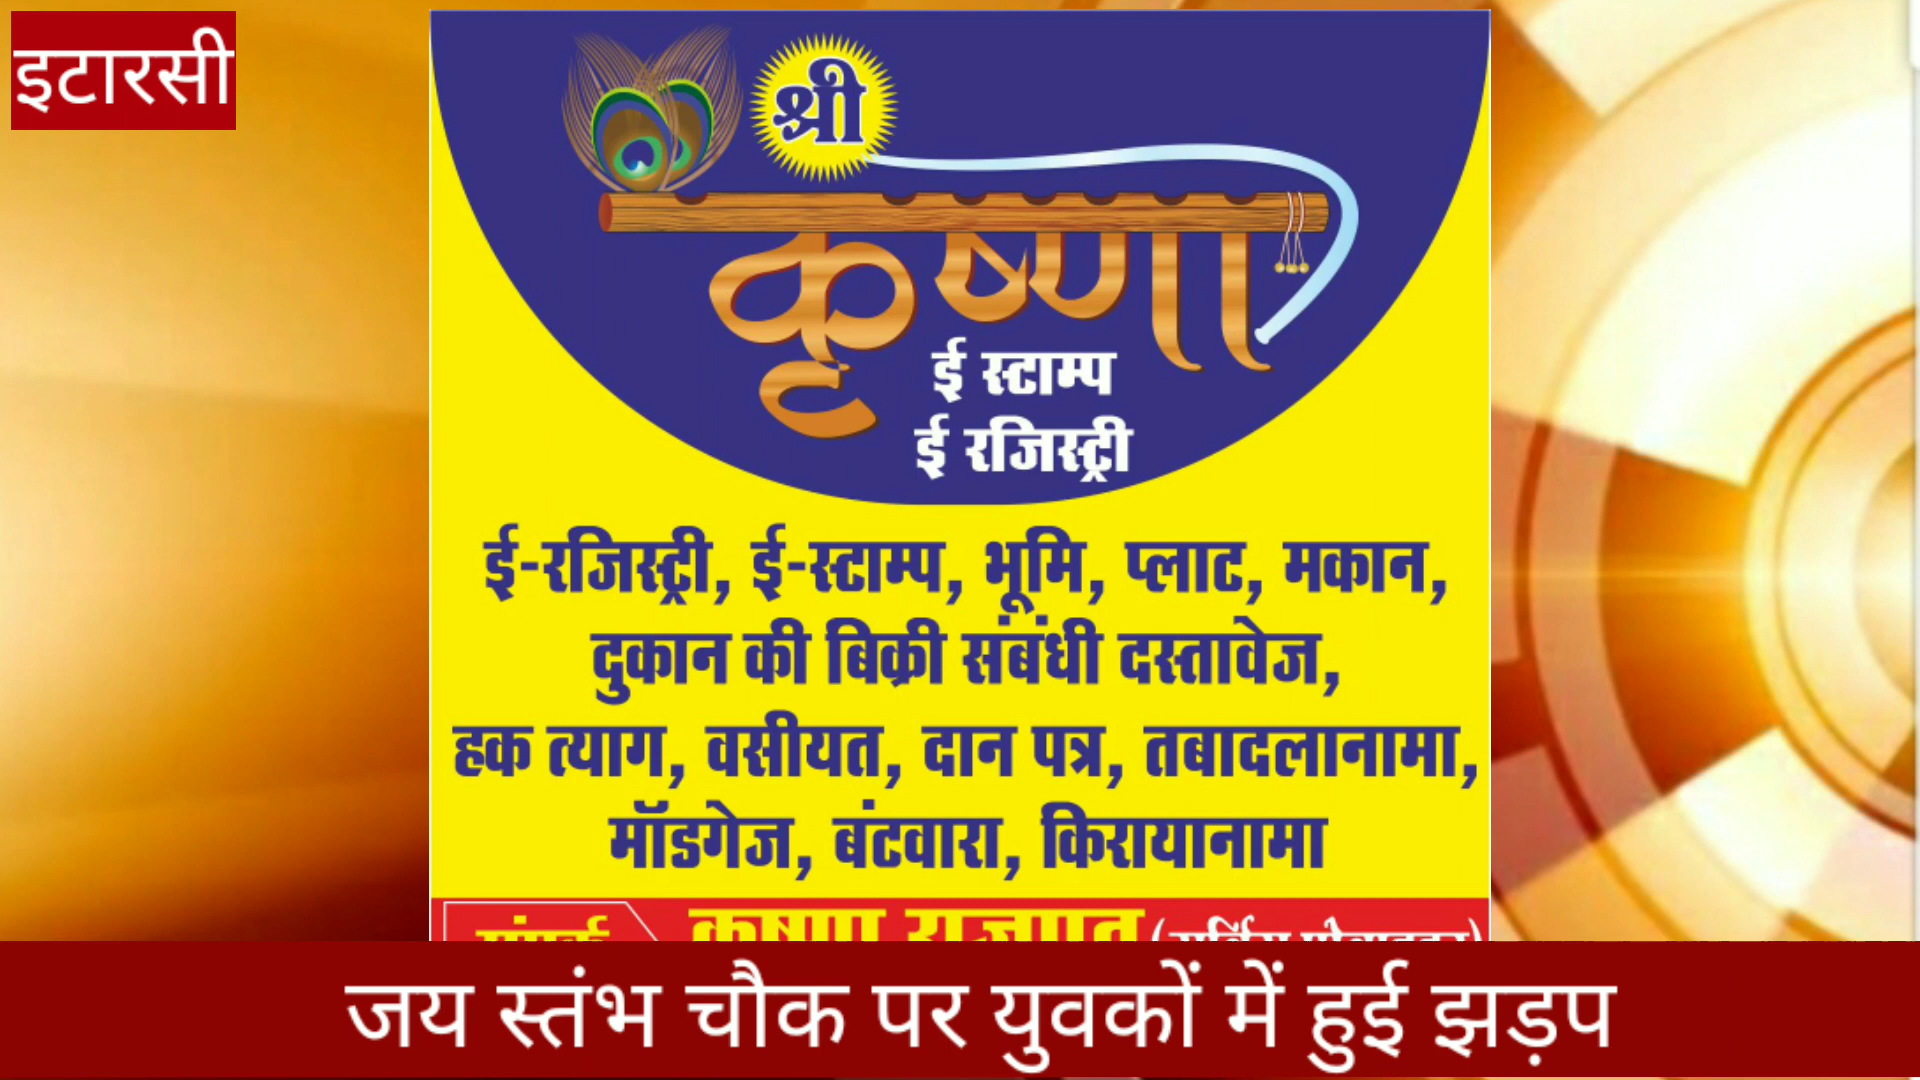 इटारसी
श्री
कृष्णा
ई स्टाम्प
ई रजिस्ट्री
ई-रजिस्ट्री, ई-स्टाम्प, भूमि, प्लाट, मकान,
दुकान की बिक्री संबंधी दस्तावेज,
हक त्याग, वसीयत, दान पत्र, तबादलानामा,
मॉडगेज, बंटवारा, किरायानामा
जय स्तंभ चौक पर युवकों में हुई झड़प